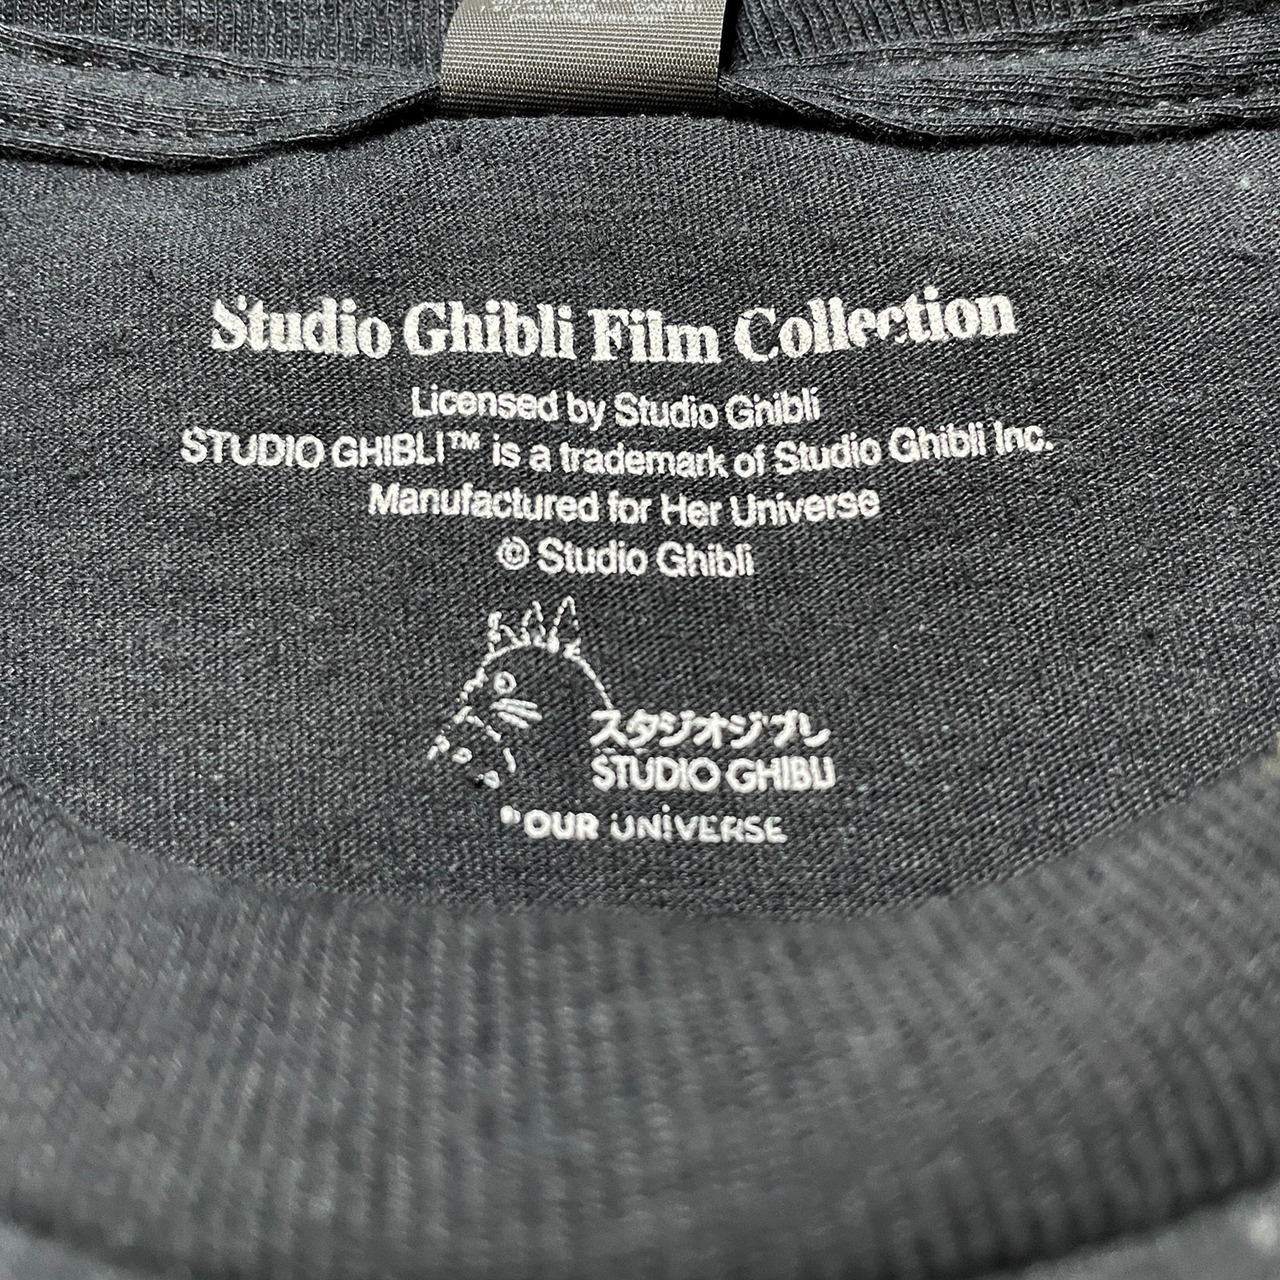 Studio Ghibli Film Collection
Licensed by Studio Ghibli
STUDIO GHIBLI™ is a trademark of Studio Ghibli Inc.
Manufactured for Her Universe
© Studio Ghibli
スタジオジブリ
STUDIO GHIBLI
OUR UNIVERSE